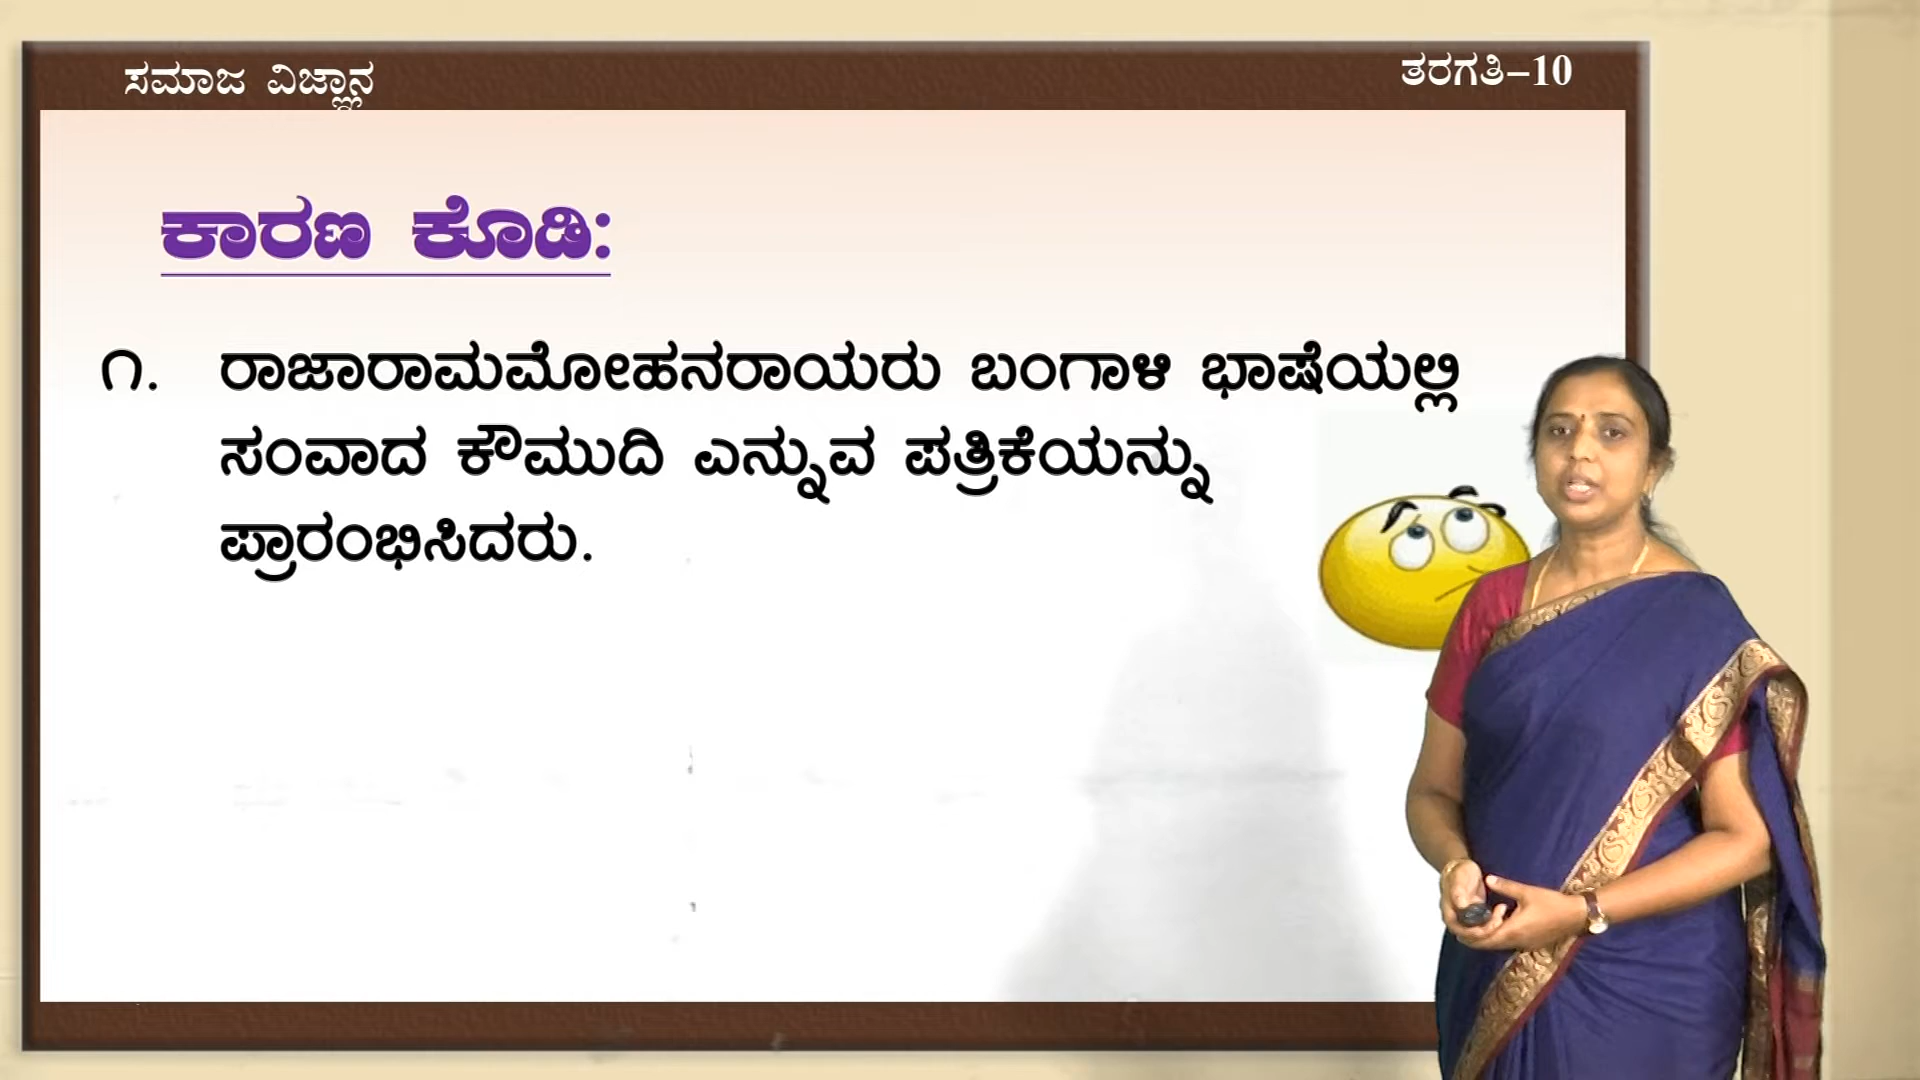 ಸಮಾಜ ವಿಜ್ಞಾನ
ತರಗತಿ–10
ಕಾರಣ ಕೊಡಿ:
೧. ರಾಜಾರಾಮಮೋಹನರಾಯರು ಬಂಗಾಳಿ ಭಾಷೆಯಲ್ಲಿ
ಸಂವಾದ ಕೌಮುದಿ ಎನ್ನುವ ಪತ್ರಿಕೆಯನ್ನು
ಪ್ರಾರಂಭಿಸಿದರು.